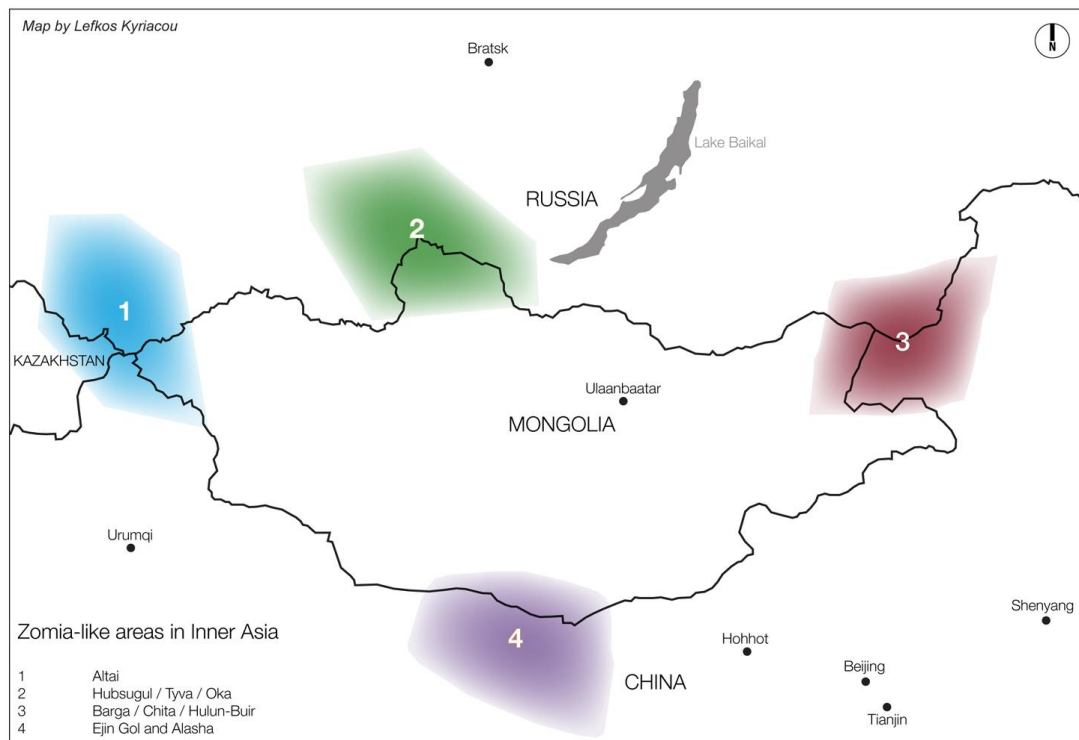 Map by Lefkos Kyriacou
N
Bratsk
Lake Baikal
RUSSIA
2
1
3
KAZAKHSTAN
Ulaanbaatar
MONGOLIA
Urumqi
4
Shenyang
Hohhot
Beijing
CHINA
Tianjin
Zomia-like areas in Inner Asia
1 Altai
2 Hubsugul / Tyva / Oka
3 Barga / Chita / Hulun-Buir
4 Ejin Gol and Alasha